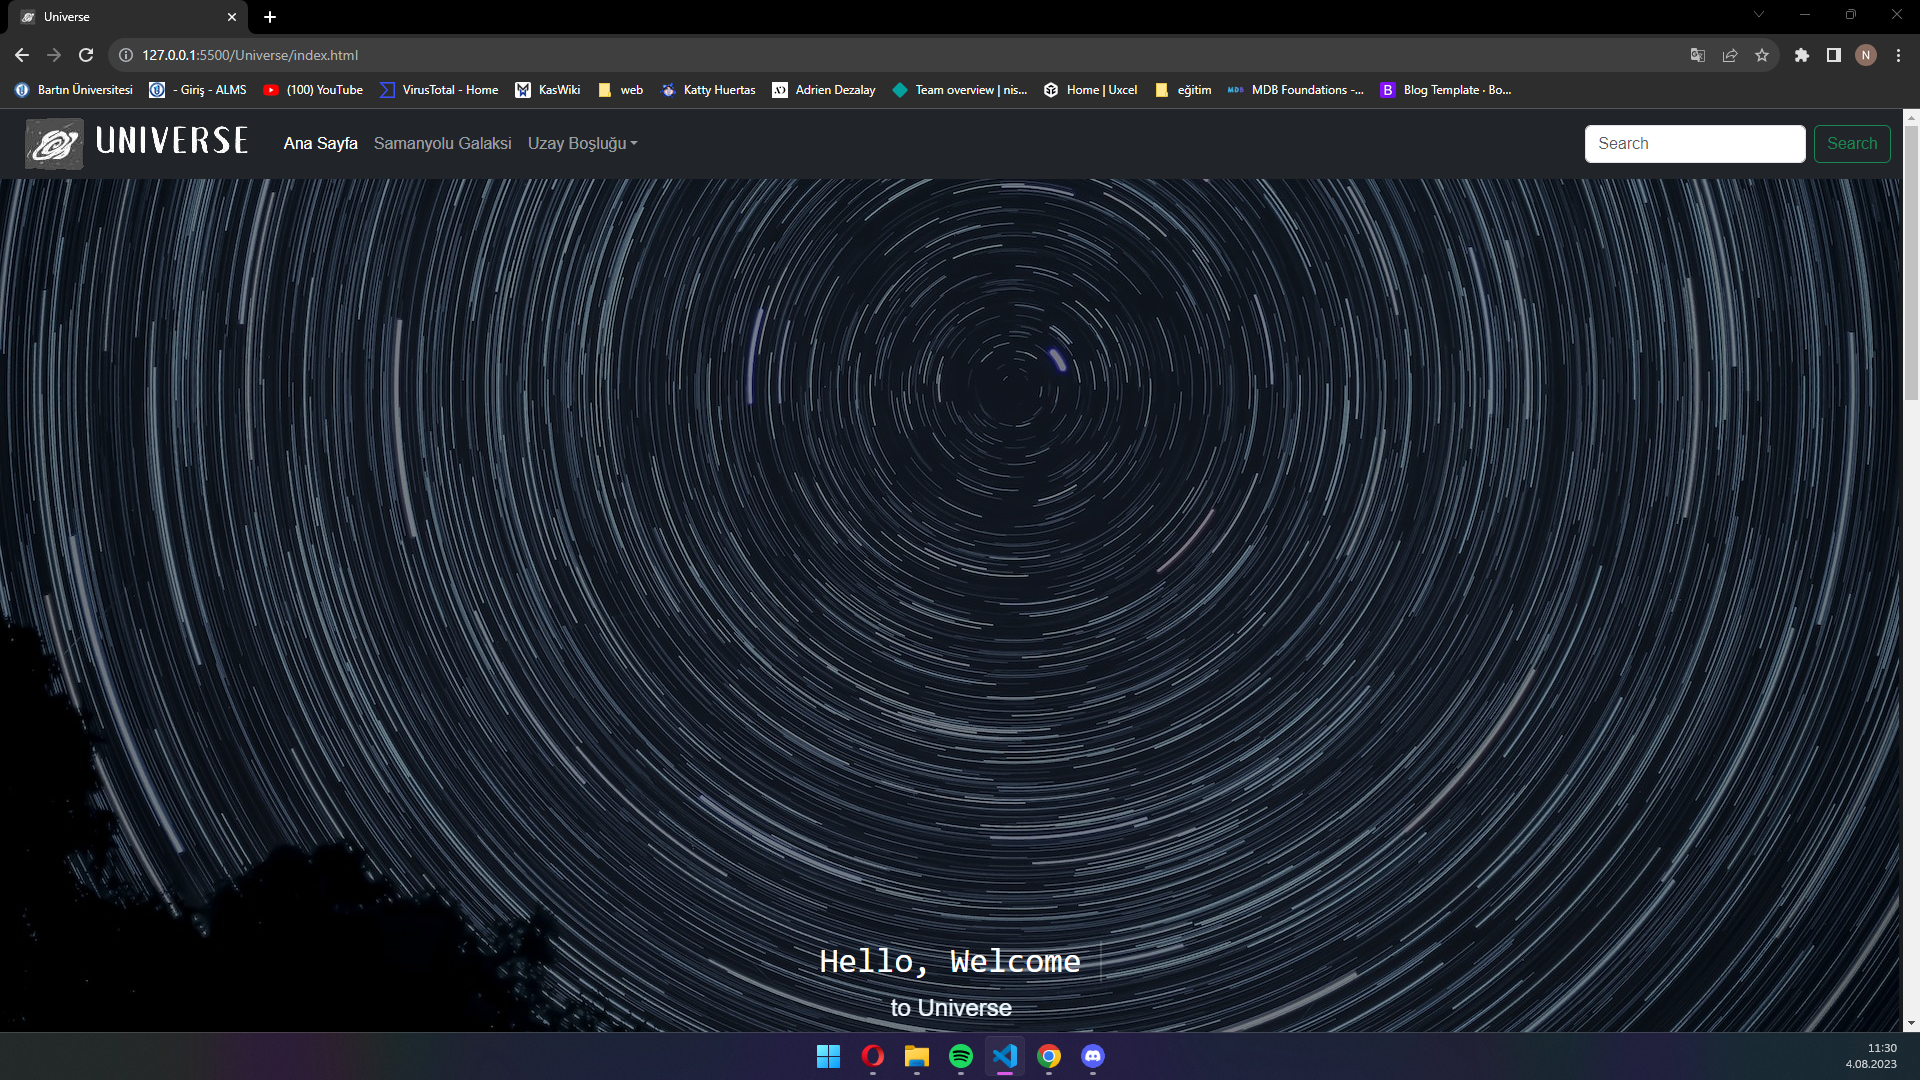 Universe
127.0.0.1:5500/Universe/index.html
N
Bartın Üniversitesi
- Giriş - ALMS
(100) YouTube
VirusTotal - Home
KasWiki
web
Katty Huertas
Adrien Dezalay
Team overview | nis...
Home | Uxcel
eğitim
MDB Foundations -...
B
Blog Template · Bo...
UNIVERSE
Ana Sayfa
Samanyolu Galaksi
Uzay Boşluğu
Search
Search
Hello, Welcome
to Universe
11:30
4.08.2023